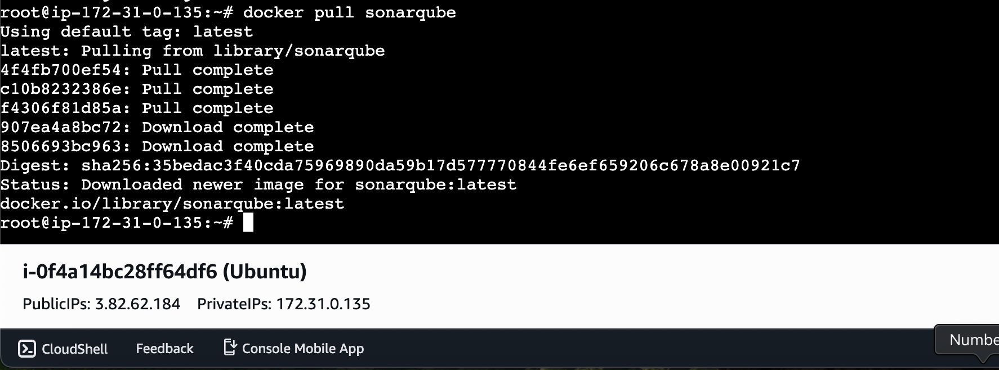 root@ip-172-31-0-135:~# docker pull sonarqube
Using default tag: latest
latest: Pulling from library/sonarqube
4f4fb700ef54: Pull complete
c10b8232386e: Pull complete
f4306f81d85a: Pull complete
907ea4a8bc72: Download complete
8506693bc963: Download complete
Digest: sha256:35bedac3f40cda75969890da59b17d577770844fe6ef659206c678a8e00921c7
Status: Downloaded newer image for sonarqube:latest
docker.io/library/sonarqube:latest
root@ip-172-31-0-135:~#
i-0f4a14bc28ff64df6 (Ubuntu)
PublicIPs: 3.82.62.184 PrivateIPs: 172.31.0.135
CloudShell Feedback Console Mobile App